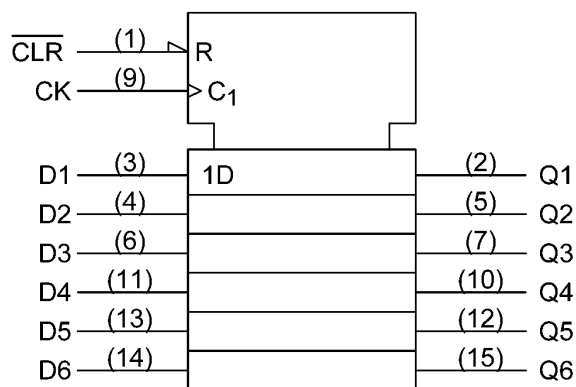 C̅L̅R̅ (1) R
CK (9) C₁
D1 (3) 1D (2) Q1
D2 (4) (5) Q2
D3 (6) (7) Q3
D4 (11) (10) Q4
D5 (13) (12) Q5
D6 (14) (15) Q6